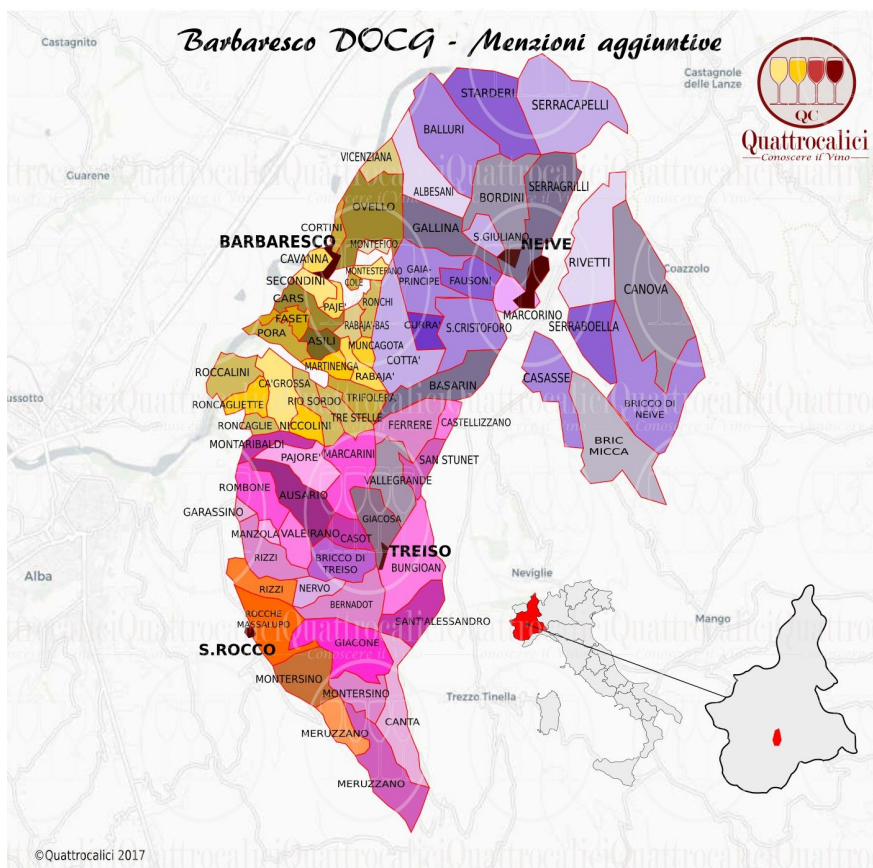 Barbaresco DOCG - Menzioni aggiuntive
Castagnito
Castagnole
delle Lanze
QC
Quattrocalici
Conoscere il Vino
Guarene
STARDERI
SERRACAPELLI
BALLURI
VICENZIANA
ALBESANI
SERRAGRILLI
BORDINI
OVELLO
CORTINI
GALLINA
S.GIULIANO
NEIVE
BARBARESCO
MONTEFICO
CAVANNA
RIVETTI
Coazzolo
SECONDINI
MONTESTEFANO
COLE
GAIA-
PRINCIPE
FAUSONI
CANOVA
CARS
PAJE'
RONCHI
MARCORINO
FASET
PORA
RABAJA'-BAS
CURRA'
S.CRISTOFORO
SERRABOELLA
ASILI
MUNCAGOTA
COTTA'
MARTINENGA
RABAJA'
ROCCALINI
CA'GROSSA
BASARIN
CASASSE
RONCAGLIETTE
RIO SORDO
TRIFOLERA
TRE STELLE
BRICCO DI
NEIVE
RONCAGLIE
NICCOLINI
FERRERE
CASTELLIZZANO
MONTARIBALDI
BRIC
MICCA
PAJORE'
MARCARINI
SAN STUNET
ROMBONE
AUSARIO
VALLEGRANDE
GARASSINO
GIACOSA
MANZOLA
VALEIRANO
CASOT
TREISO
RIZZI
BRICCO DI
TREISO
BUNGIOAN
Alba
Neviglie
RIZZI
NERVO
BERNADOT
ROCCHE
MASSALUPO
SANT'ALESSANDRO
Mango
S.ROCCO
GIACONE
MONTERSINO
MONTERSINO
Trezzo Tinella
CANTA
MERUZZANO
MERUZZANO
©Quattrocalici 2017